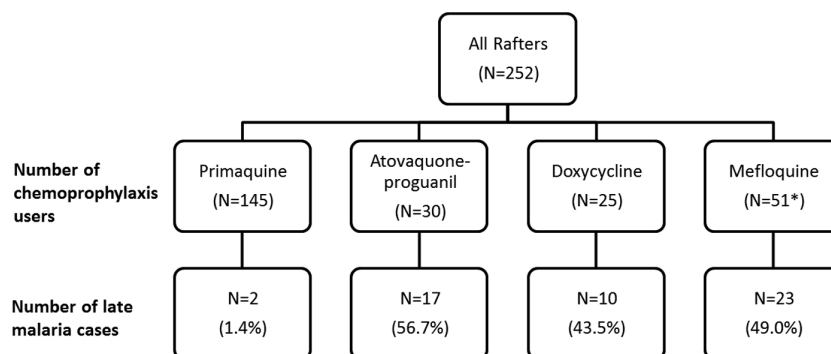 All Rafters
(N=252)
Number of
chemoprophylaxis
users
Primaquine
(N=145)
Atovaquone-
proguanil
(N=30)
Doxycycline
(N=25)
Mefloquine
(N=51*)
Number of late
malaria cases
N=2
(1.4%)
N=17
(56.7%)
N=10
(43.5%)
N=23
(49.0%)